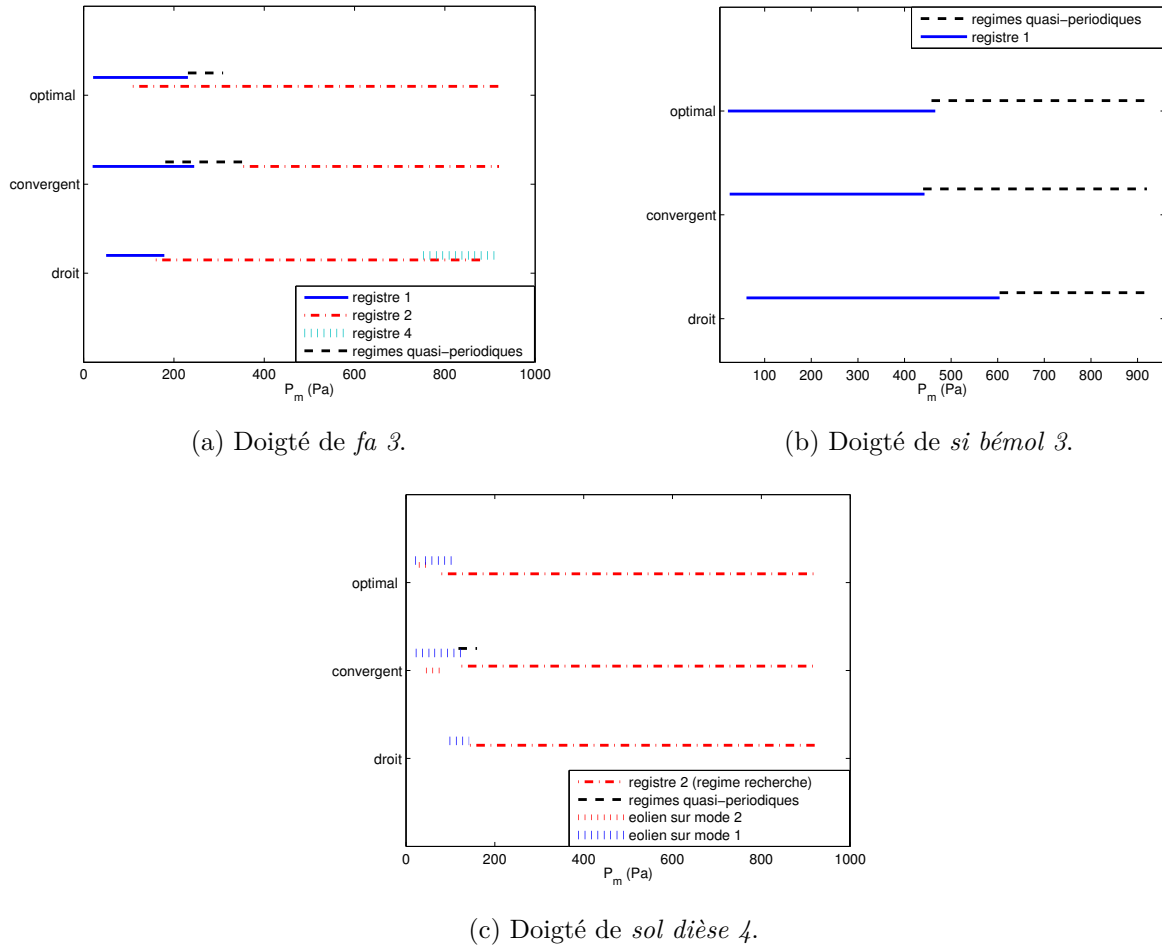 optimal
convergent
droit
registre 1
registre 2
registre 4
regimes quasi−periodiques
0 200 400 600 800 1000
P_m (Pa)
(a) Doigté de fa 3.
regimes quasi−periodiques
registre 1
optimal
convergent
droit
100 200 300 400 500 600 700 800 900
P_m (Pa)
(b) Doigté de si bémol 3.
optimal
convergent
droit
registre 2 (regime recherche)
regimes quasi−periodiques
eolien sur mode 2
eolien sur mode 1
0 200 400 600 800 1000
P_m (Pa)
(c) Doigté de sol dièse 4.